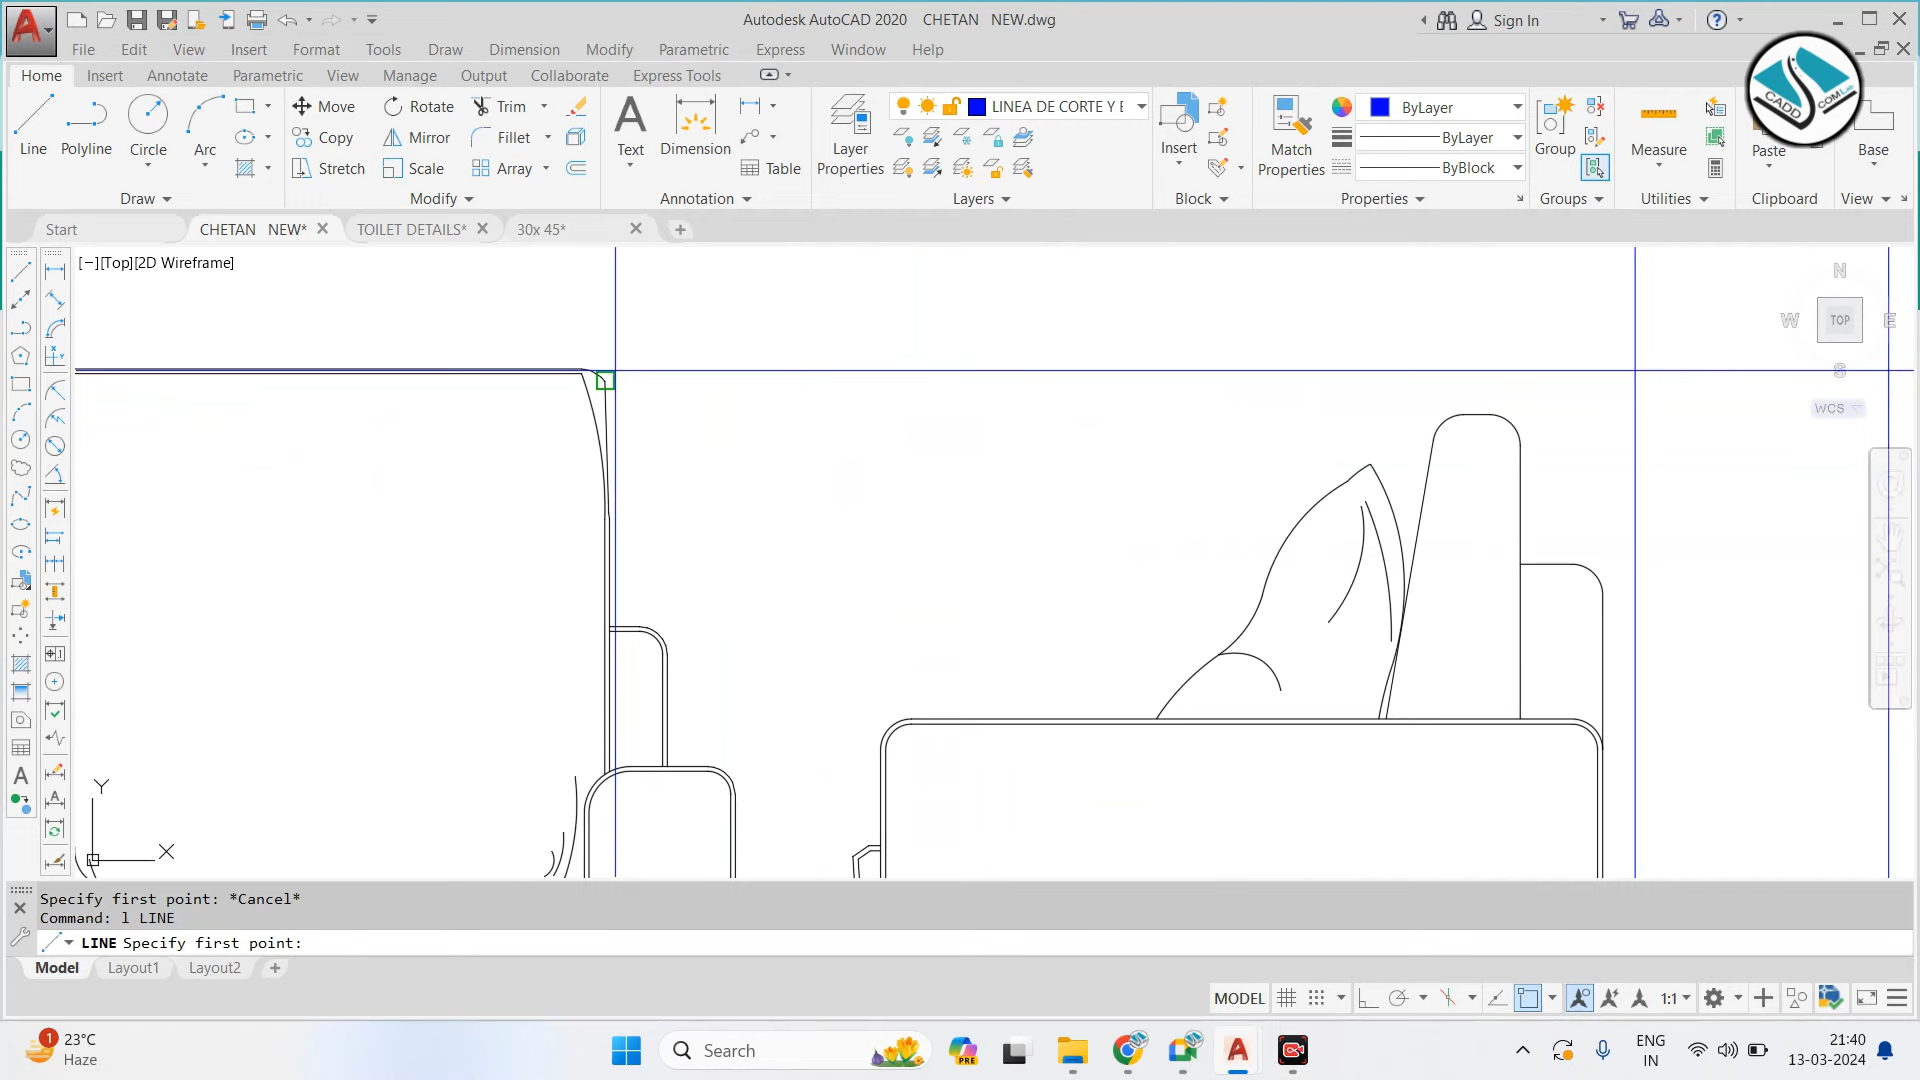 Autodesk AutoCAD 2020 CHETAN NEW.dwg
Sign In
File Edit View Insert Format Tools Draw Dimension Modify Parametric Express Window Help
Home Insert Annotate Parametric View Manage Output Collaborate Express Tools
Line Polyline Circle Arc
Move Rotate Trim
Copy Mirror Fillet
Stretch Scale Array
Text Dimension Table
Layer Properties
LINEA DE CORTE Y E
Insert
Match Properties
ByLayer
ByLayer
ByBlock
Group
Measure
Paste
Base
CADD
COM Lab
Draw Modify Annotation Layers Block Properties Groups Utilities Clipboard View
Start CHETAN NEW* TOILET DETAILS* 30x 45*
[−][Top][2D Wireframe]
N
W TOP E
S
WCS
Y
X
Specify first point: *Cancel*
Command: l LINE
LINE Specify first point:
Model Layout1 Layout2
MODEL 1:1
1
23°C
Haze
Search
PRE
ENG
IN
21:40
13-03-2024